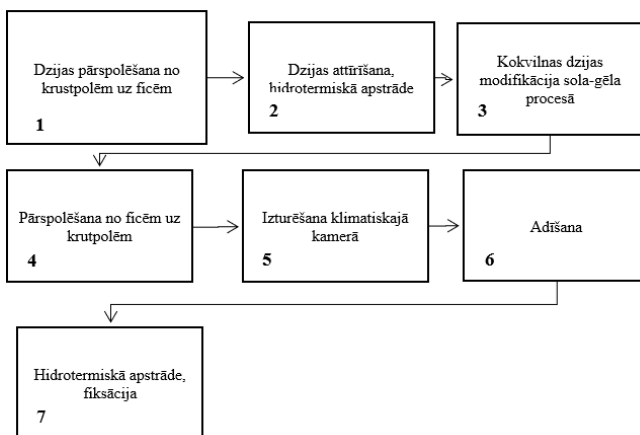 Dzijas pārspolēšana no
krustpolēm uz ficēm
1
Dzijas attīrīšana,
hidrotermiskā apstrāde
2
Kokvilnas dzijas
modifikācija sola-gēla
procesā
3
Pārspolēšana no ficēm uz
krutpolēm
4
Izturēšana klimatiskajā
kamerā
5
Adīšana
6
Hidrotermiskā apstrāde,
fiksācija
7